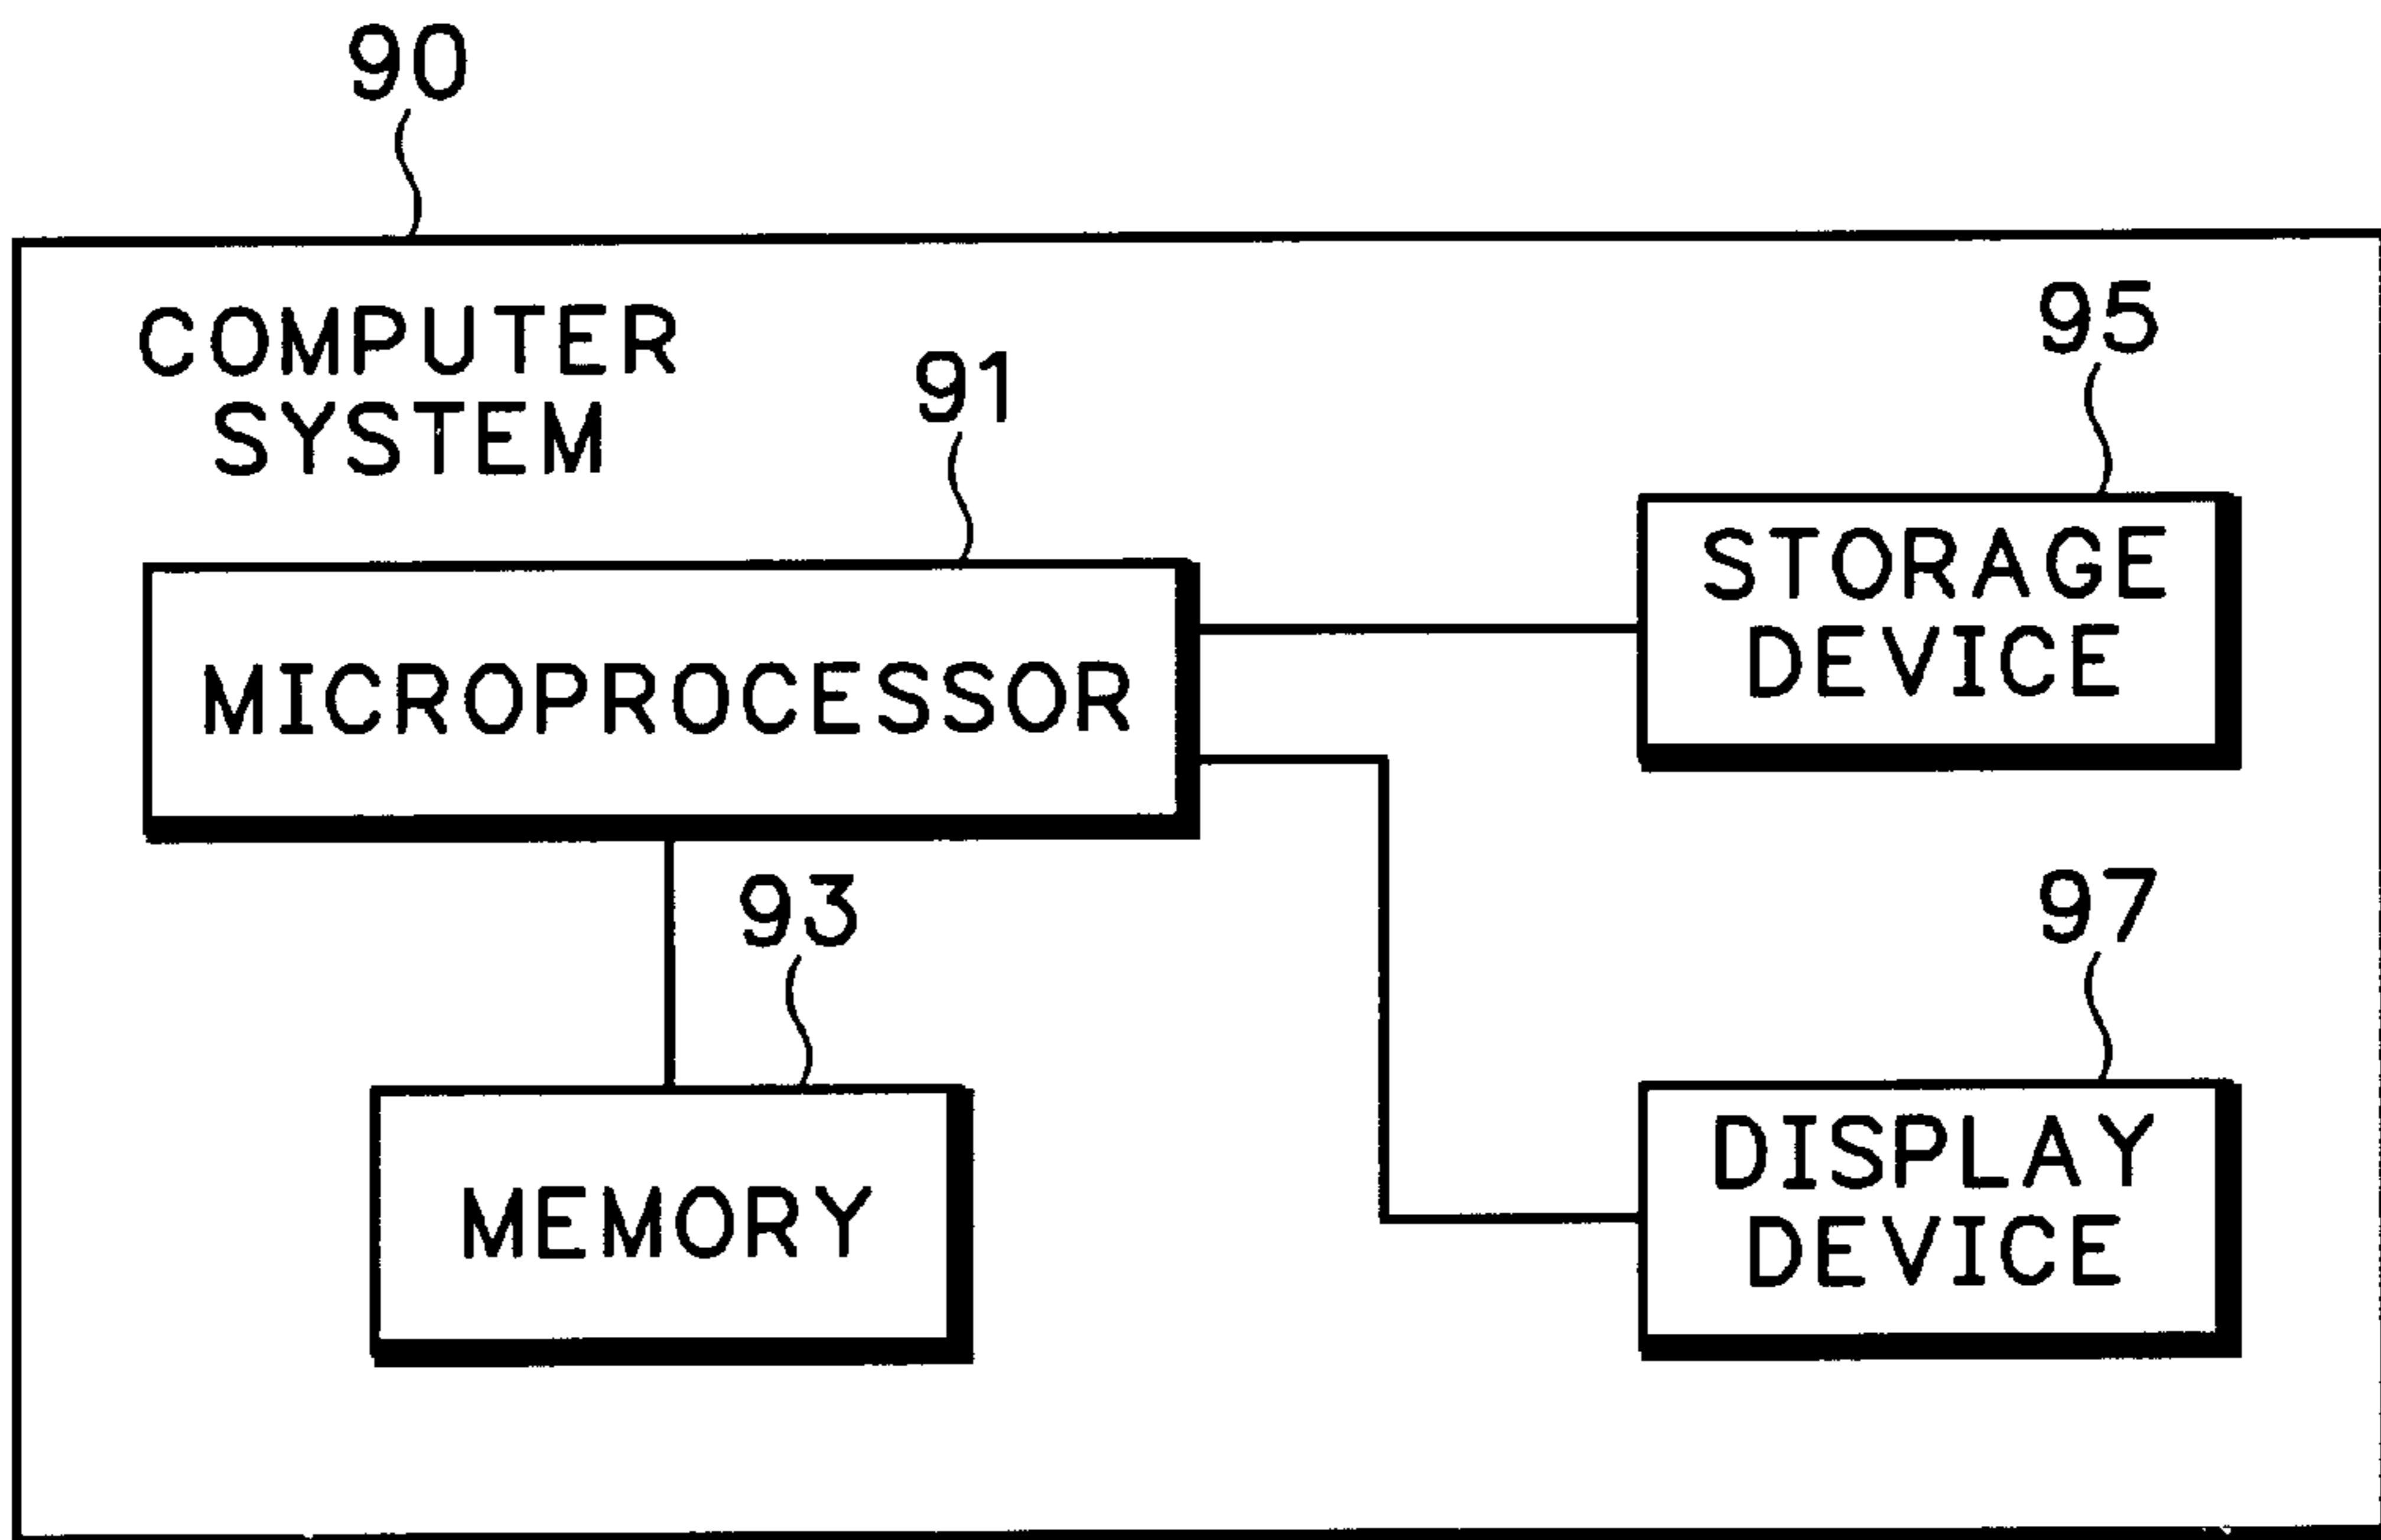 90
COMPUTER
SYSTEM
91
95
MICROPROCESSOR
STORAGE
DEVICE
93
97
MEMORY
DISPLAY
DEVICE